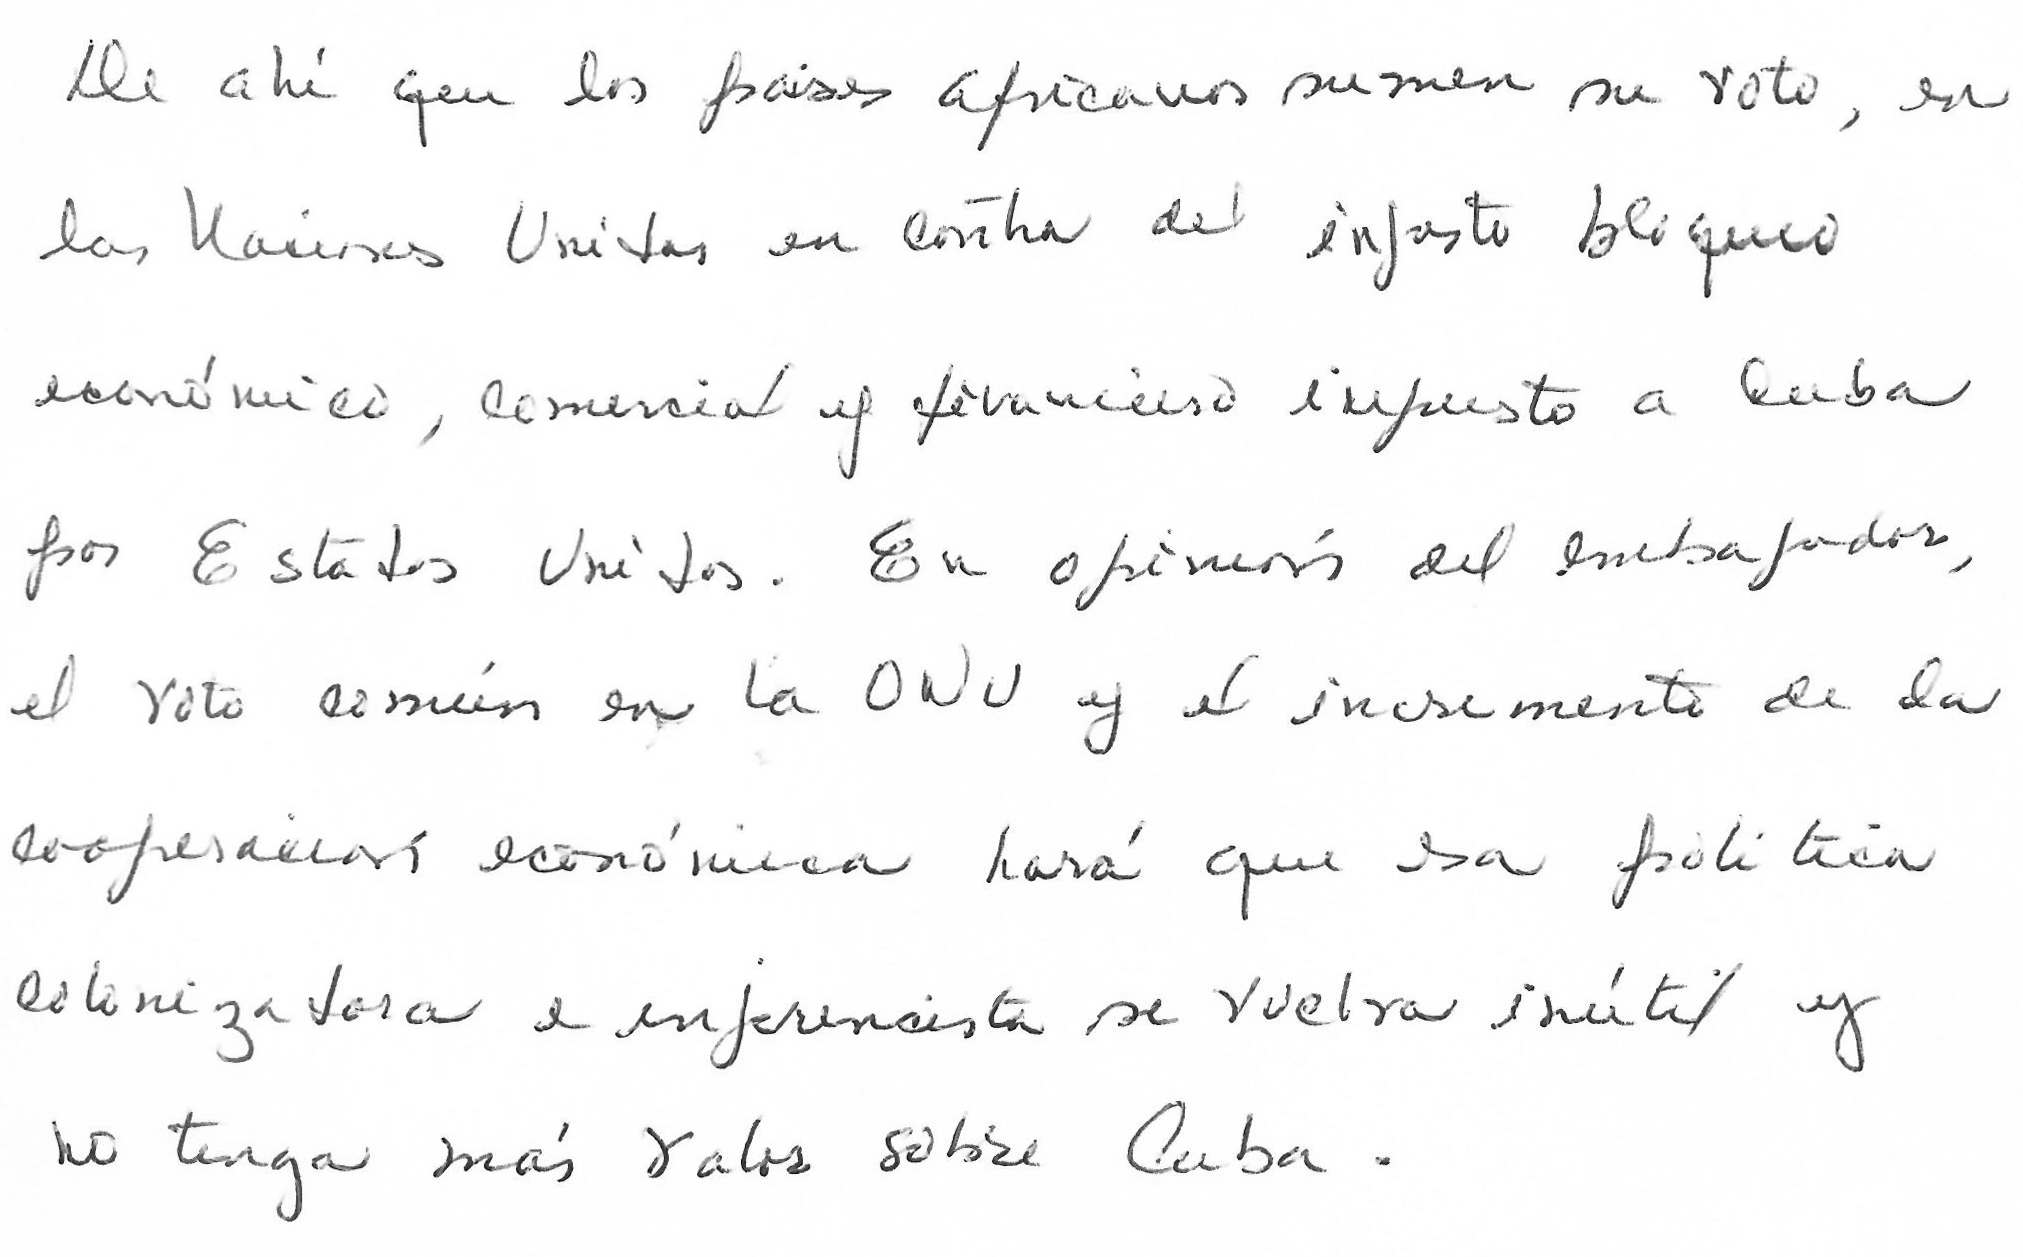 De ahí que los países africanos sumen su voto, en
las Naciones Unidas en contra del injusto bloqueo
económico, comercial y financiero impuesto a Cuba
por Estados Unidos. En opinión del embajador,
el voto común en la ONU y el incremento de la
cooperación económica hará que esa política
colonizadora e injerencista se vuelva inútil y
no tenga más valor sobre Cuba.